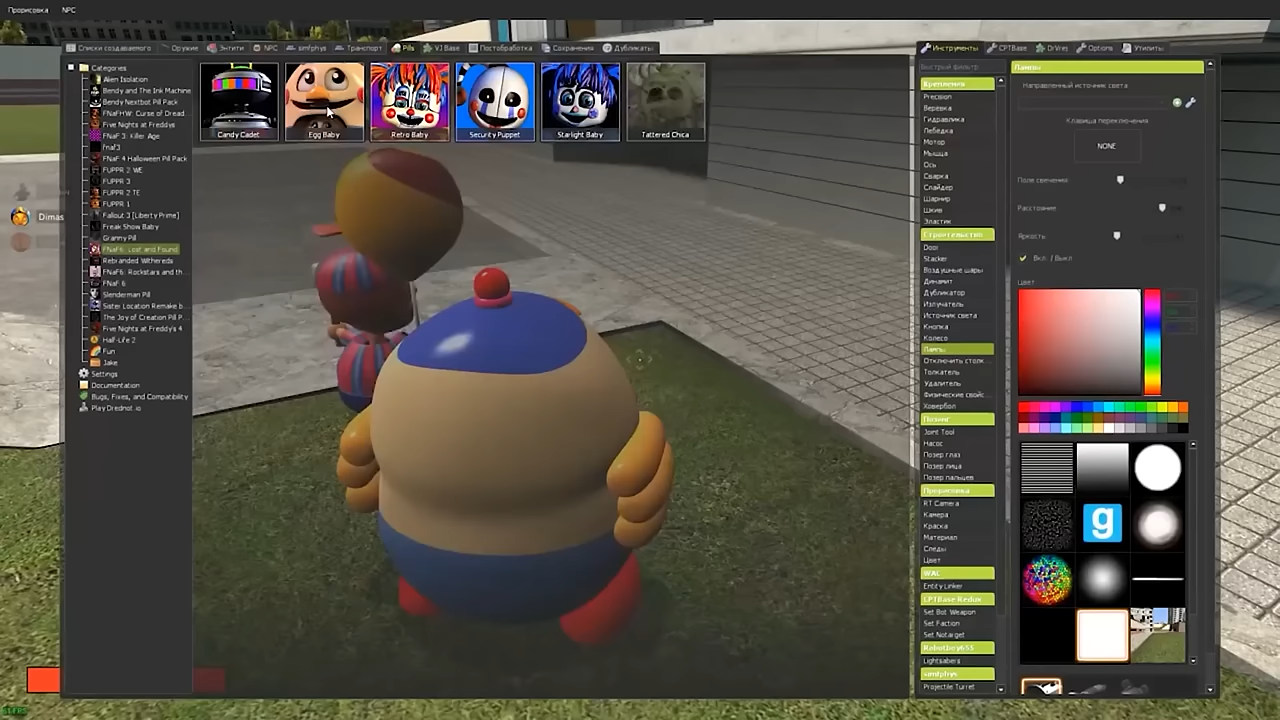 Прорисовка NPC
Списки создаваемого Оружие Энтити NPC simfphys Транспорт Pills VJ Base Постобработка Сохранения Дубликаты
Categories
Alien Isolation
Bendy and The Ink Machine
Bendy Nextbot Pill Pack
FNaFHW: Curse of Dread...
Five Nights at Freddys
FNaF 3: Killer Age
fnaf3
FNaF 4 Halloween Pill Pack
FUPPR 2: WE
FUPPR 3
FUPPR 2 TE
FUPPR 1
Fallout 3 [Liberty Prime]
Freak Show Baby
Granny Pill
FNaF6: Lost and Found
Rebranded Withereds
FNaF6: Rockstars and th...
FNaF 6
Slenderman Pill
Sister Location Remake b...
The Joy of Creation Pill P...
Five Nights at Freddy's 4
Half-Life 2
Fun
Jake
Settings
Documentation
Bugs, Fixes, and Compatibility
Play Drednot.io
Candy Cadet
Egg Baby
Retro Baby
Security Puppet
Starlight Baby
Tattered Chica
Dimas
Инструменты CPTBase DrVrej Options Утилиты
Быстрый фильтр
Крепления
Precision
Веревка
Гидравлика
Лебедка
Мотор
Мышца
Ось
Сварка
Слайдер
Шарнир
Шкив
Эластик
Строительство
Door
Stacker
Воздушные шары
Динамит
Дубликатор
Излучатель
Источник света
Кнопка
Колесо
Лампы
Отключить столк...
Толкатель
Удалитель
Физические свойс...
Ховербол
Позинг
Joint Tool
Насос
Позер глаз
Позер лица
Позер пальцев
Прорисовка
RT Camera
Камера
Краска
Материал
Следы
Цвет
WAC
Entity Linker
CPTBase Redux
Set Bot Weapon
Set Faction
Set Notarget
Robotboy655
Lightsabers
simfphys
Projectile Turret
Лампы
Направленный источник света
Клавиша переключения
NONE
Поле свечения:
Расстояние:
Яркость:
Вкл. / Выкл
Цвет
g